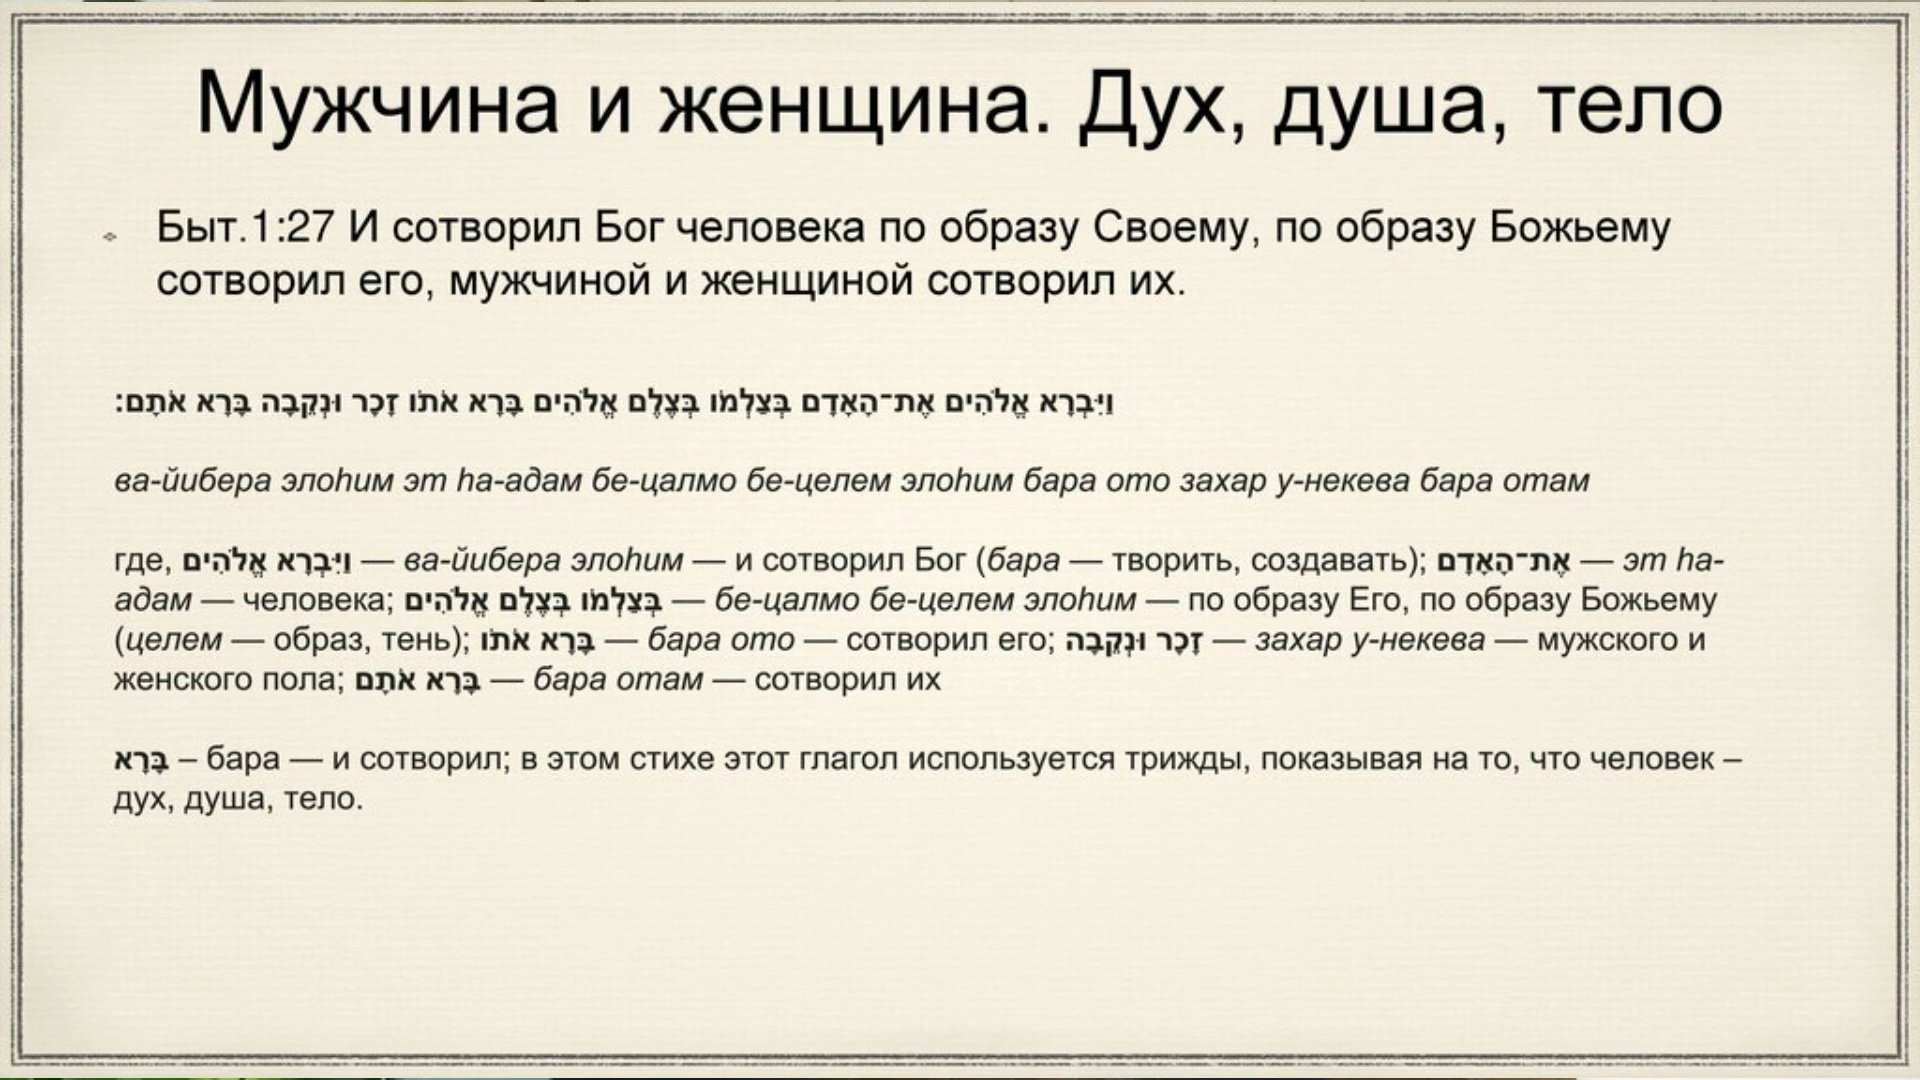 Мужчина и женщина. Дух, душа, тело
Быт.1:27 И сотворил Бог человека по образу Своему, по образу Божьему
сотворил его, мужчиной и женщиной сотворил их.
וַיִּבְרָא אֱלֹהִים אֶת־הָאָדָם בְּצַלְמֹו בְּצֶלֶם אֱלֹהִים בָּרָא אֹתֹו זָכָר וּנְקֵבָה בָּרָא אֹתָם׃
ва-йибера элоhим эт hа-адам бе-цалмо бе-целем элоhим бара ото захар у-некева бара отам
где, וַיִּבְרָא אֱלֹהִים — ва-йибера элоhим — и сотворил Бог (бара — творить, создавать); אֶת־הָאָדָם — эт hа-
адам — человека; בְּצַלְמֹו בְּצֶלֶם אֱלֹהִים — бе-цалмо бе-целем элоhим — по образу Его, по образу Божьему
(целем — образ, тень); בָּרָא אֹתֹו — бара ото — сотворил его; זָכָר וּנְקֵבָה — захар у-некева — мужского и
женского пола; בָּרָא אֹתָם — бара отам — сотворил их
בָּרָא – бара — и сотворил; в этом стихе этот глагол используется трижды, показывая на то, что человек –
дух, душа, тело.